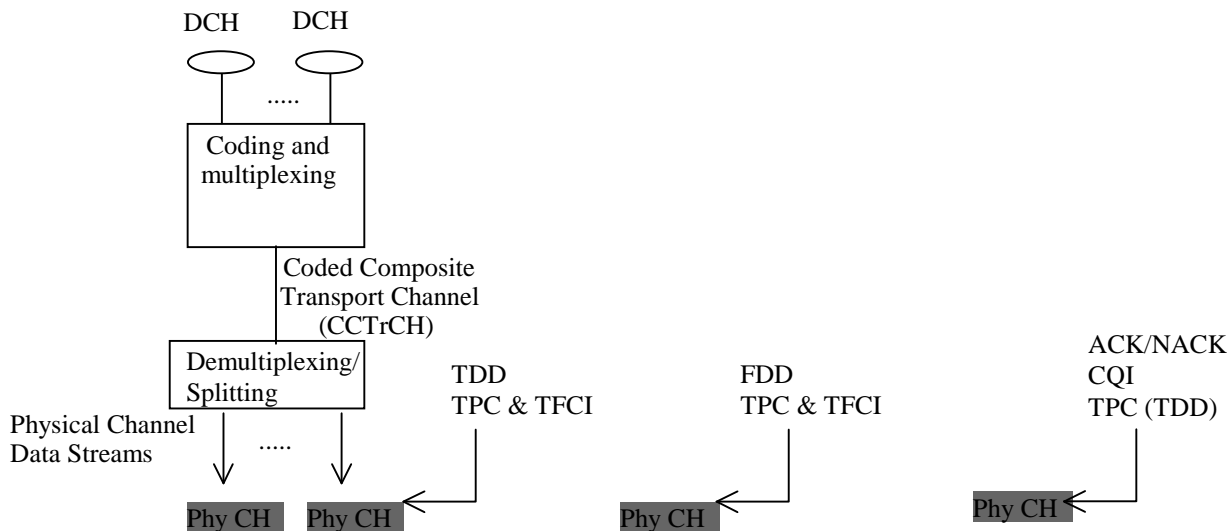 DCH
DCH
.....
Coding and
multiplexing
Coded Composite
Transport Channel
(CCTrCH)
Demultiplexing/
Splitting
TDD
TPC & TFCI
FDD
TPC & TFCI
ACK/NACK
CQI
TPC (TDD)
Physical Channel
Data Streams
.....
Phy CH
Phy CH
Phy CH
Phy CH